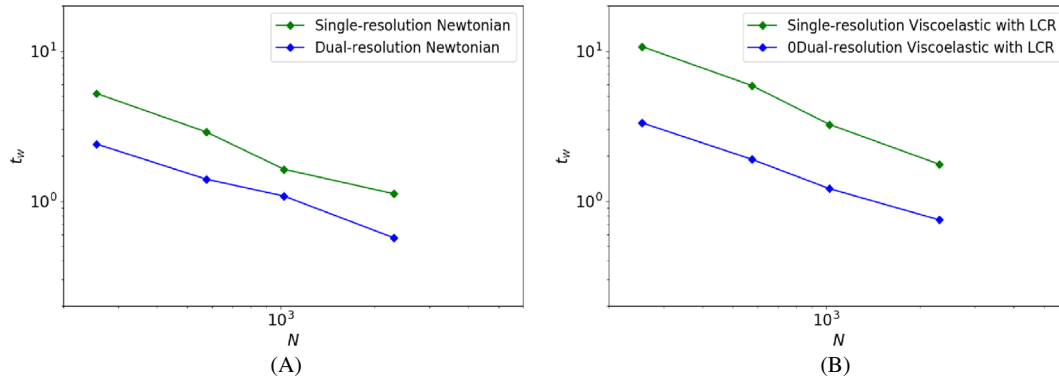 Single-resolution Newtonian
Dual-resolution Newtonian
10¹
10⁰
t_w
10³
N
(A)
Single-resolution Viscoelastic with LCR
0Dual-resolution Viscoelastic with LCR
10¹
10⁰
t_w
10³
N
(B)